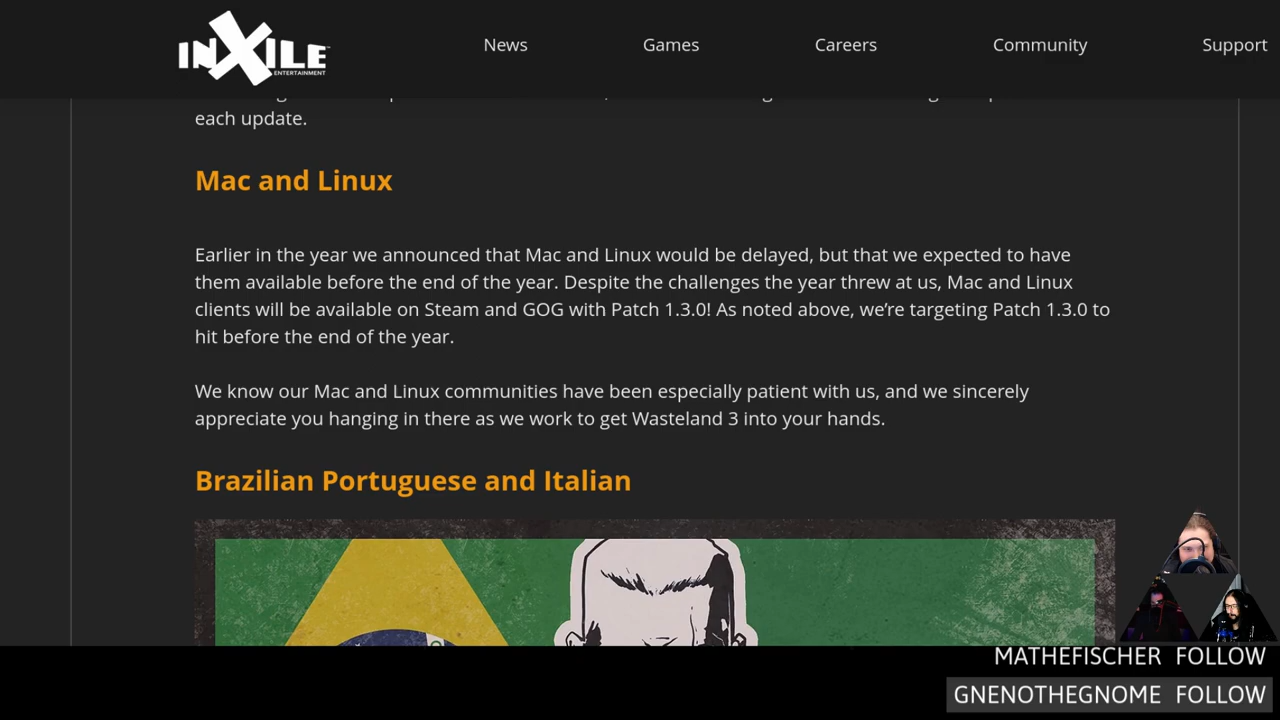 INXILE
ENTERTAINMENT
News
Games
Careers
Community
Support
each update.
Mac and Linux
Earlier in the year we announced that Mac and Linux would be delayed, but that we expected to have
them available before the end of the year. Despite the challenges the year threw at us, Mac and Linux
clients will be available on Steam and GOG with Patch 1.3.0! As noted above, we’re targeting Patch 1.3.0 to
hit before the end of the year.
We know our Mac and Linux communities have been especially patient with us, and we sincerely
appreciate you hanging in there as we work to get Wasteland 3 into your hands.
Brazilian Portuguese and Italian
MATHEFISCHER FOLLOW
GNENOTHEGNOME FOLLOW